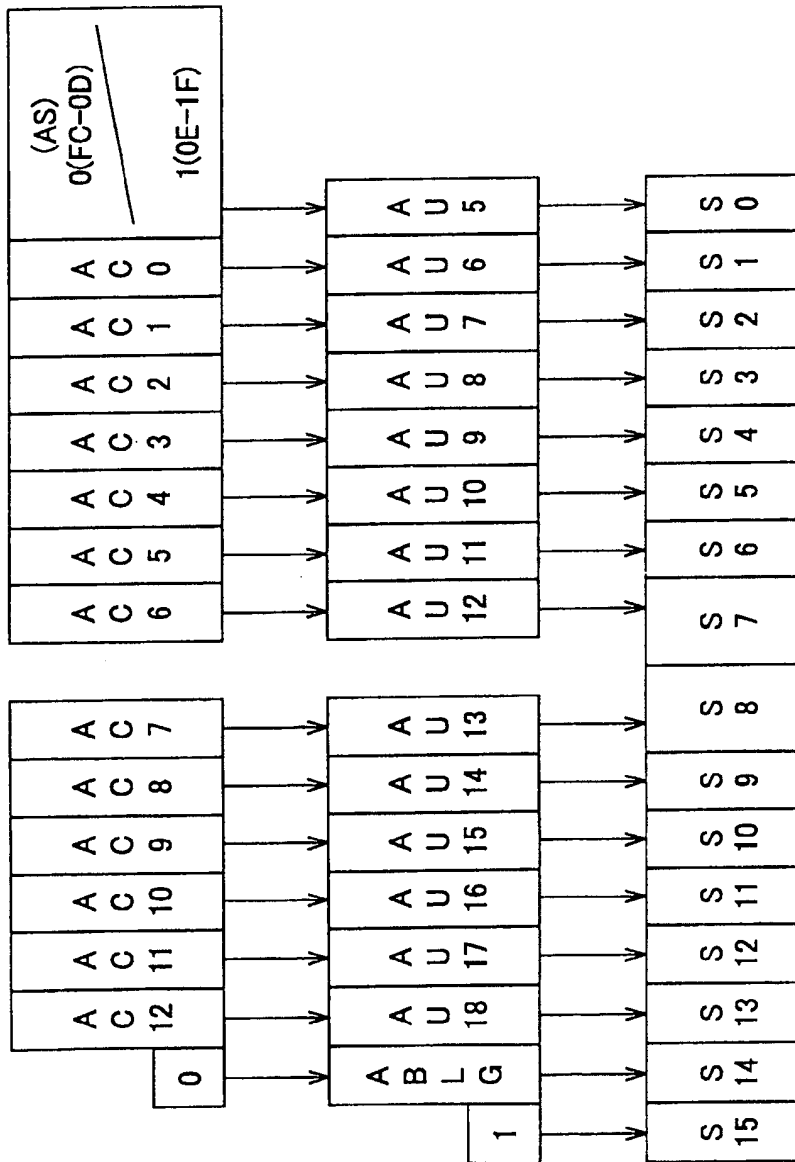 (AS)
0(FC-0D)
1(0E-1F)
AC0
AC1
AC2
AC3
AC4
AC5
AC6
AC7
AC8
AC9
AC10
AC11
AC12
0
AU5
AU6
AU7
AU8
AU9
AU10
AU11
AU12
AU13
AU14
AU15
AU16
AU17
AU18
ABLG
1
S0
S1
S2
S3
S4
S5
S6
S7
S8
S9
S10
S11
S12
S13
S14
S15